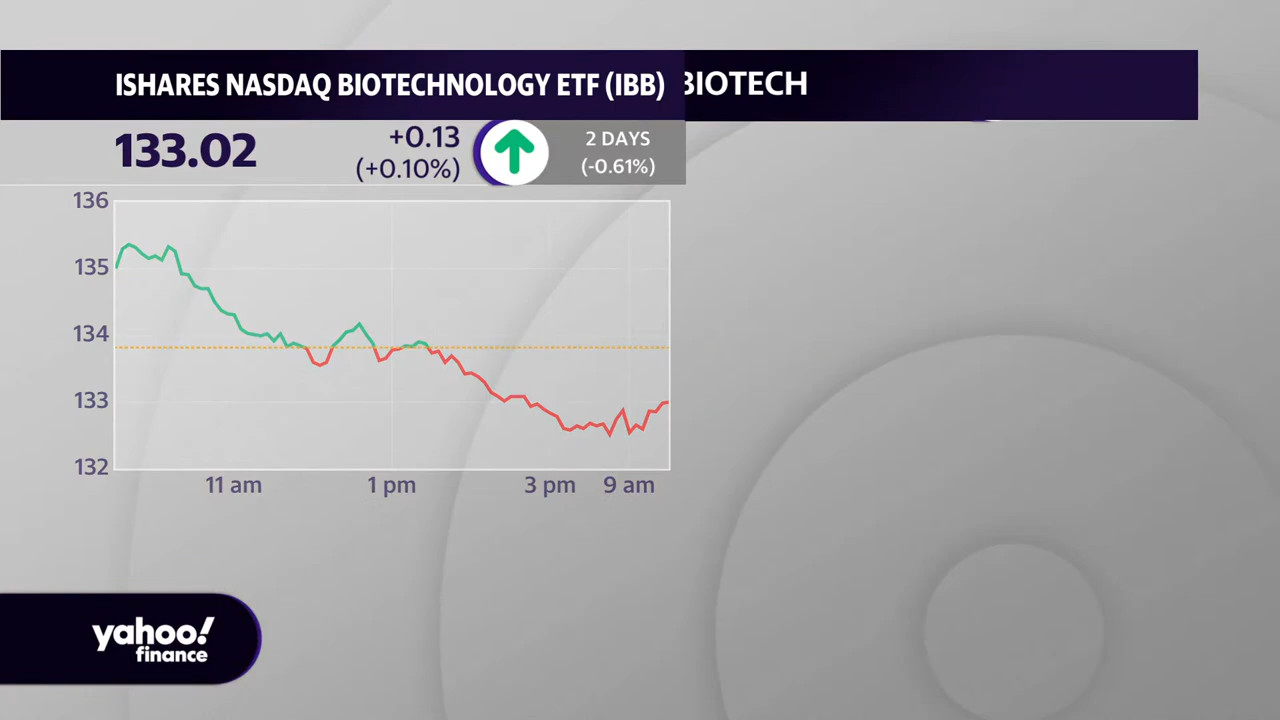 ISHARES NASDAQ BIOTECHNOLOGY ETF (IBB) BIOTECH
133.02
+0.13
(+0.10%)
2 DAYS
(-0.61%)
136
135
134
133
132
11 am 1 pm 3 pm 9 am
yahoo!
finance